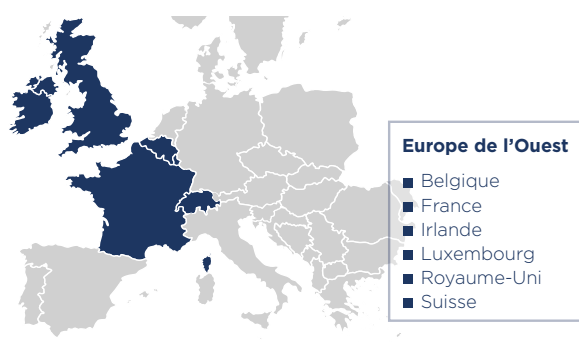 Europe de l’Ouest
Belgique
France
Irlande
Luxembourg
Royaume-Uni
Suisse